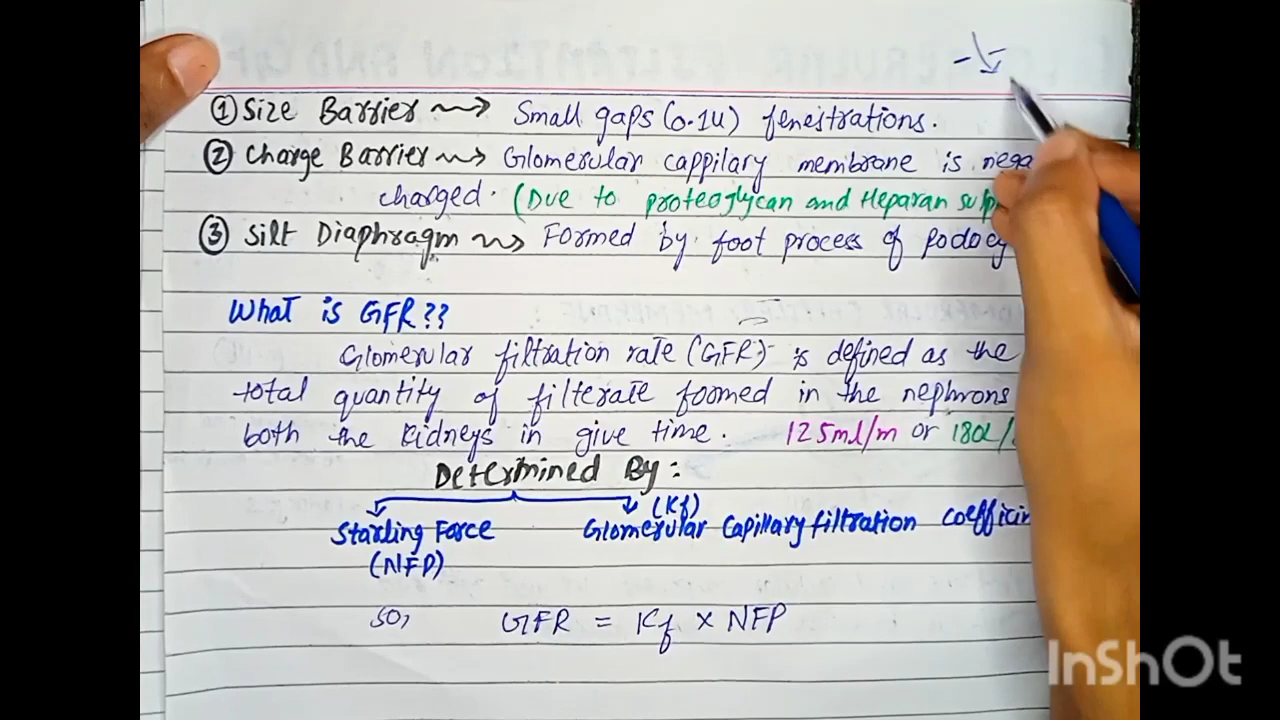 ① Size Barrier ⟿ Small gaps (0.1u) fenestrations.
② Charge Barrier ⟿ Glomerular cappilary membrane is nega
charged. (Due to proteoglycan and Heparan sulp
③ Silt Diaphragm ⟿ Formed by foot process of Podocy
What is GFR??
Glomerular filtration rate (GFR) is defined as the
total quantity of filterate formed in the nephrons
both the kidneys in give time. 125ml/m or 180L/
Determined By:
(Kf)
Starling Force Glomerular Capillary filtration coefficin
(NFP)
so, GFR = Kf × NFP
InShOt